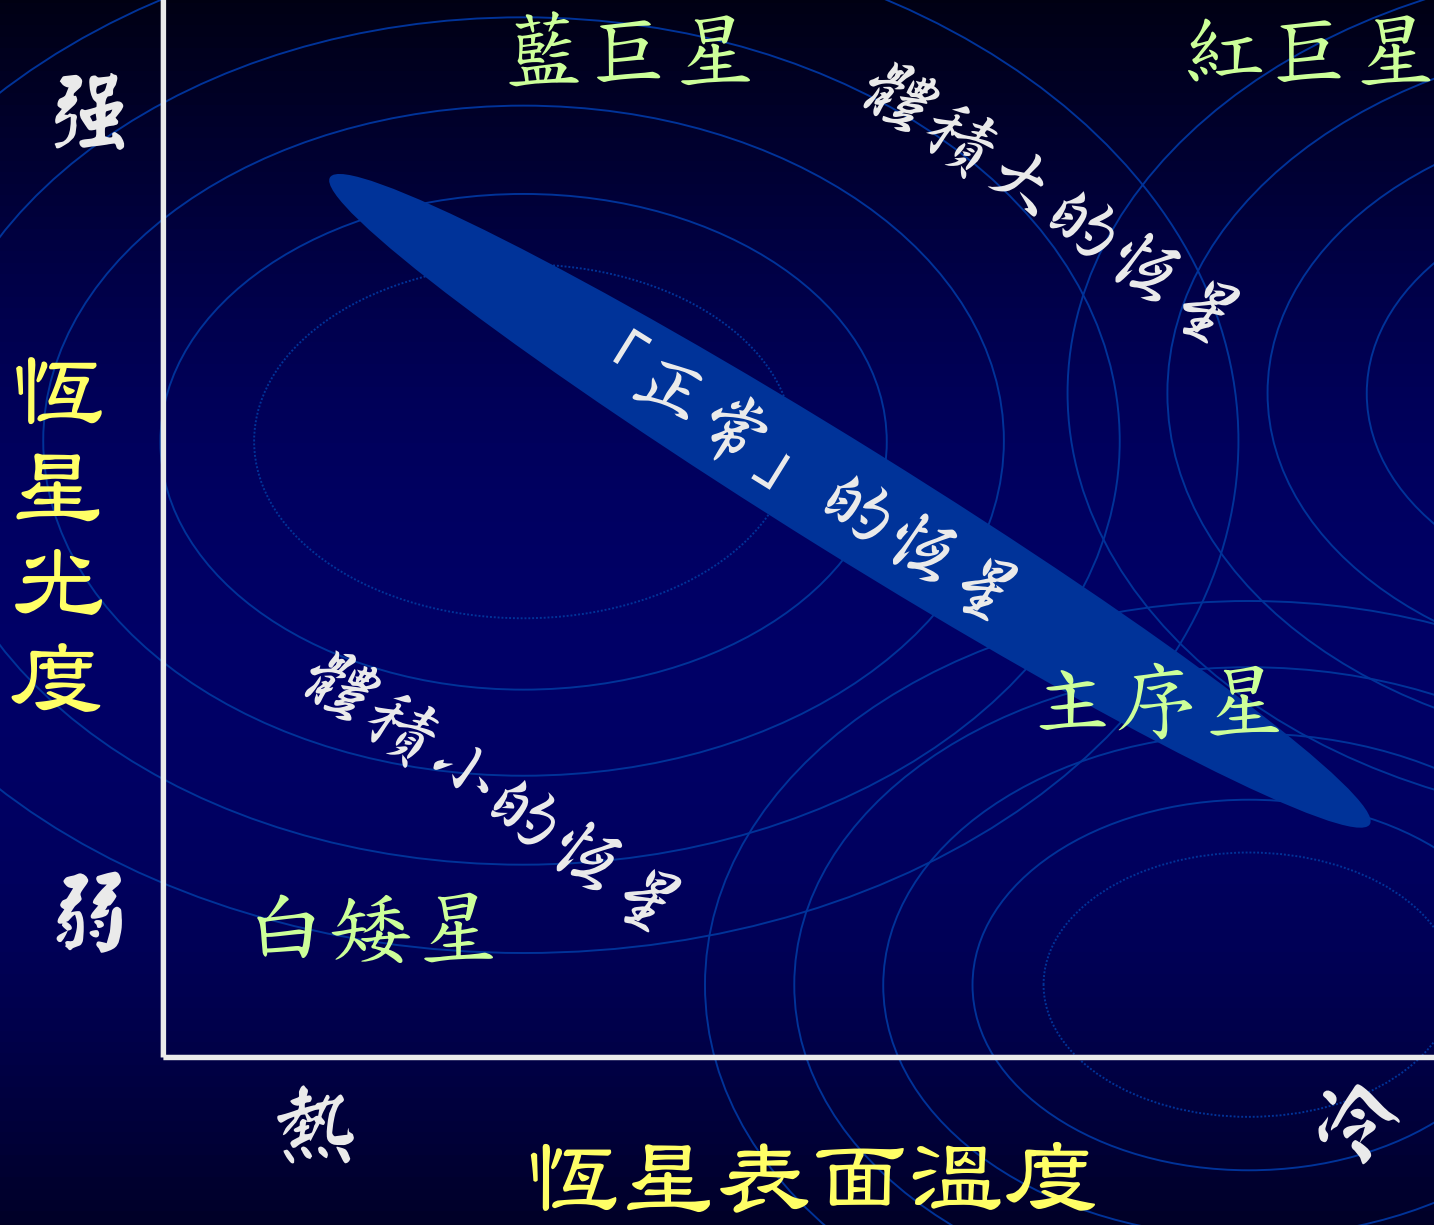 藍巨星
紅巨星
强
體積大的恆星
「正常」的恆星
恆星光度
主序星
體積小的恆星
弱
白矮星
熱
冷
恆星表面溫度